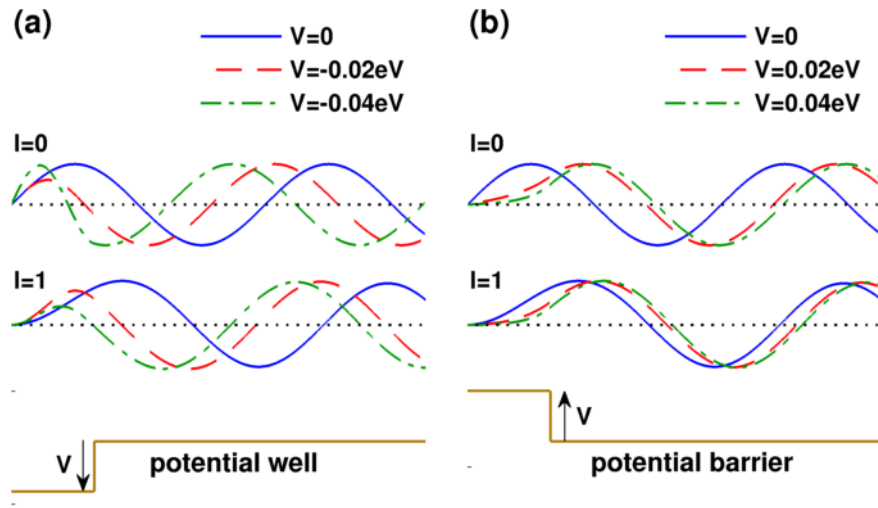 (a)
V=0
V=-0.02eV
V=-0.04eV
l=0
l=1
V
potential well
(b)
V=0
V=0.02eV
V=0.04eV
l=0
l=1
V
potential barrier